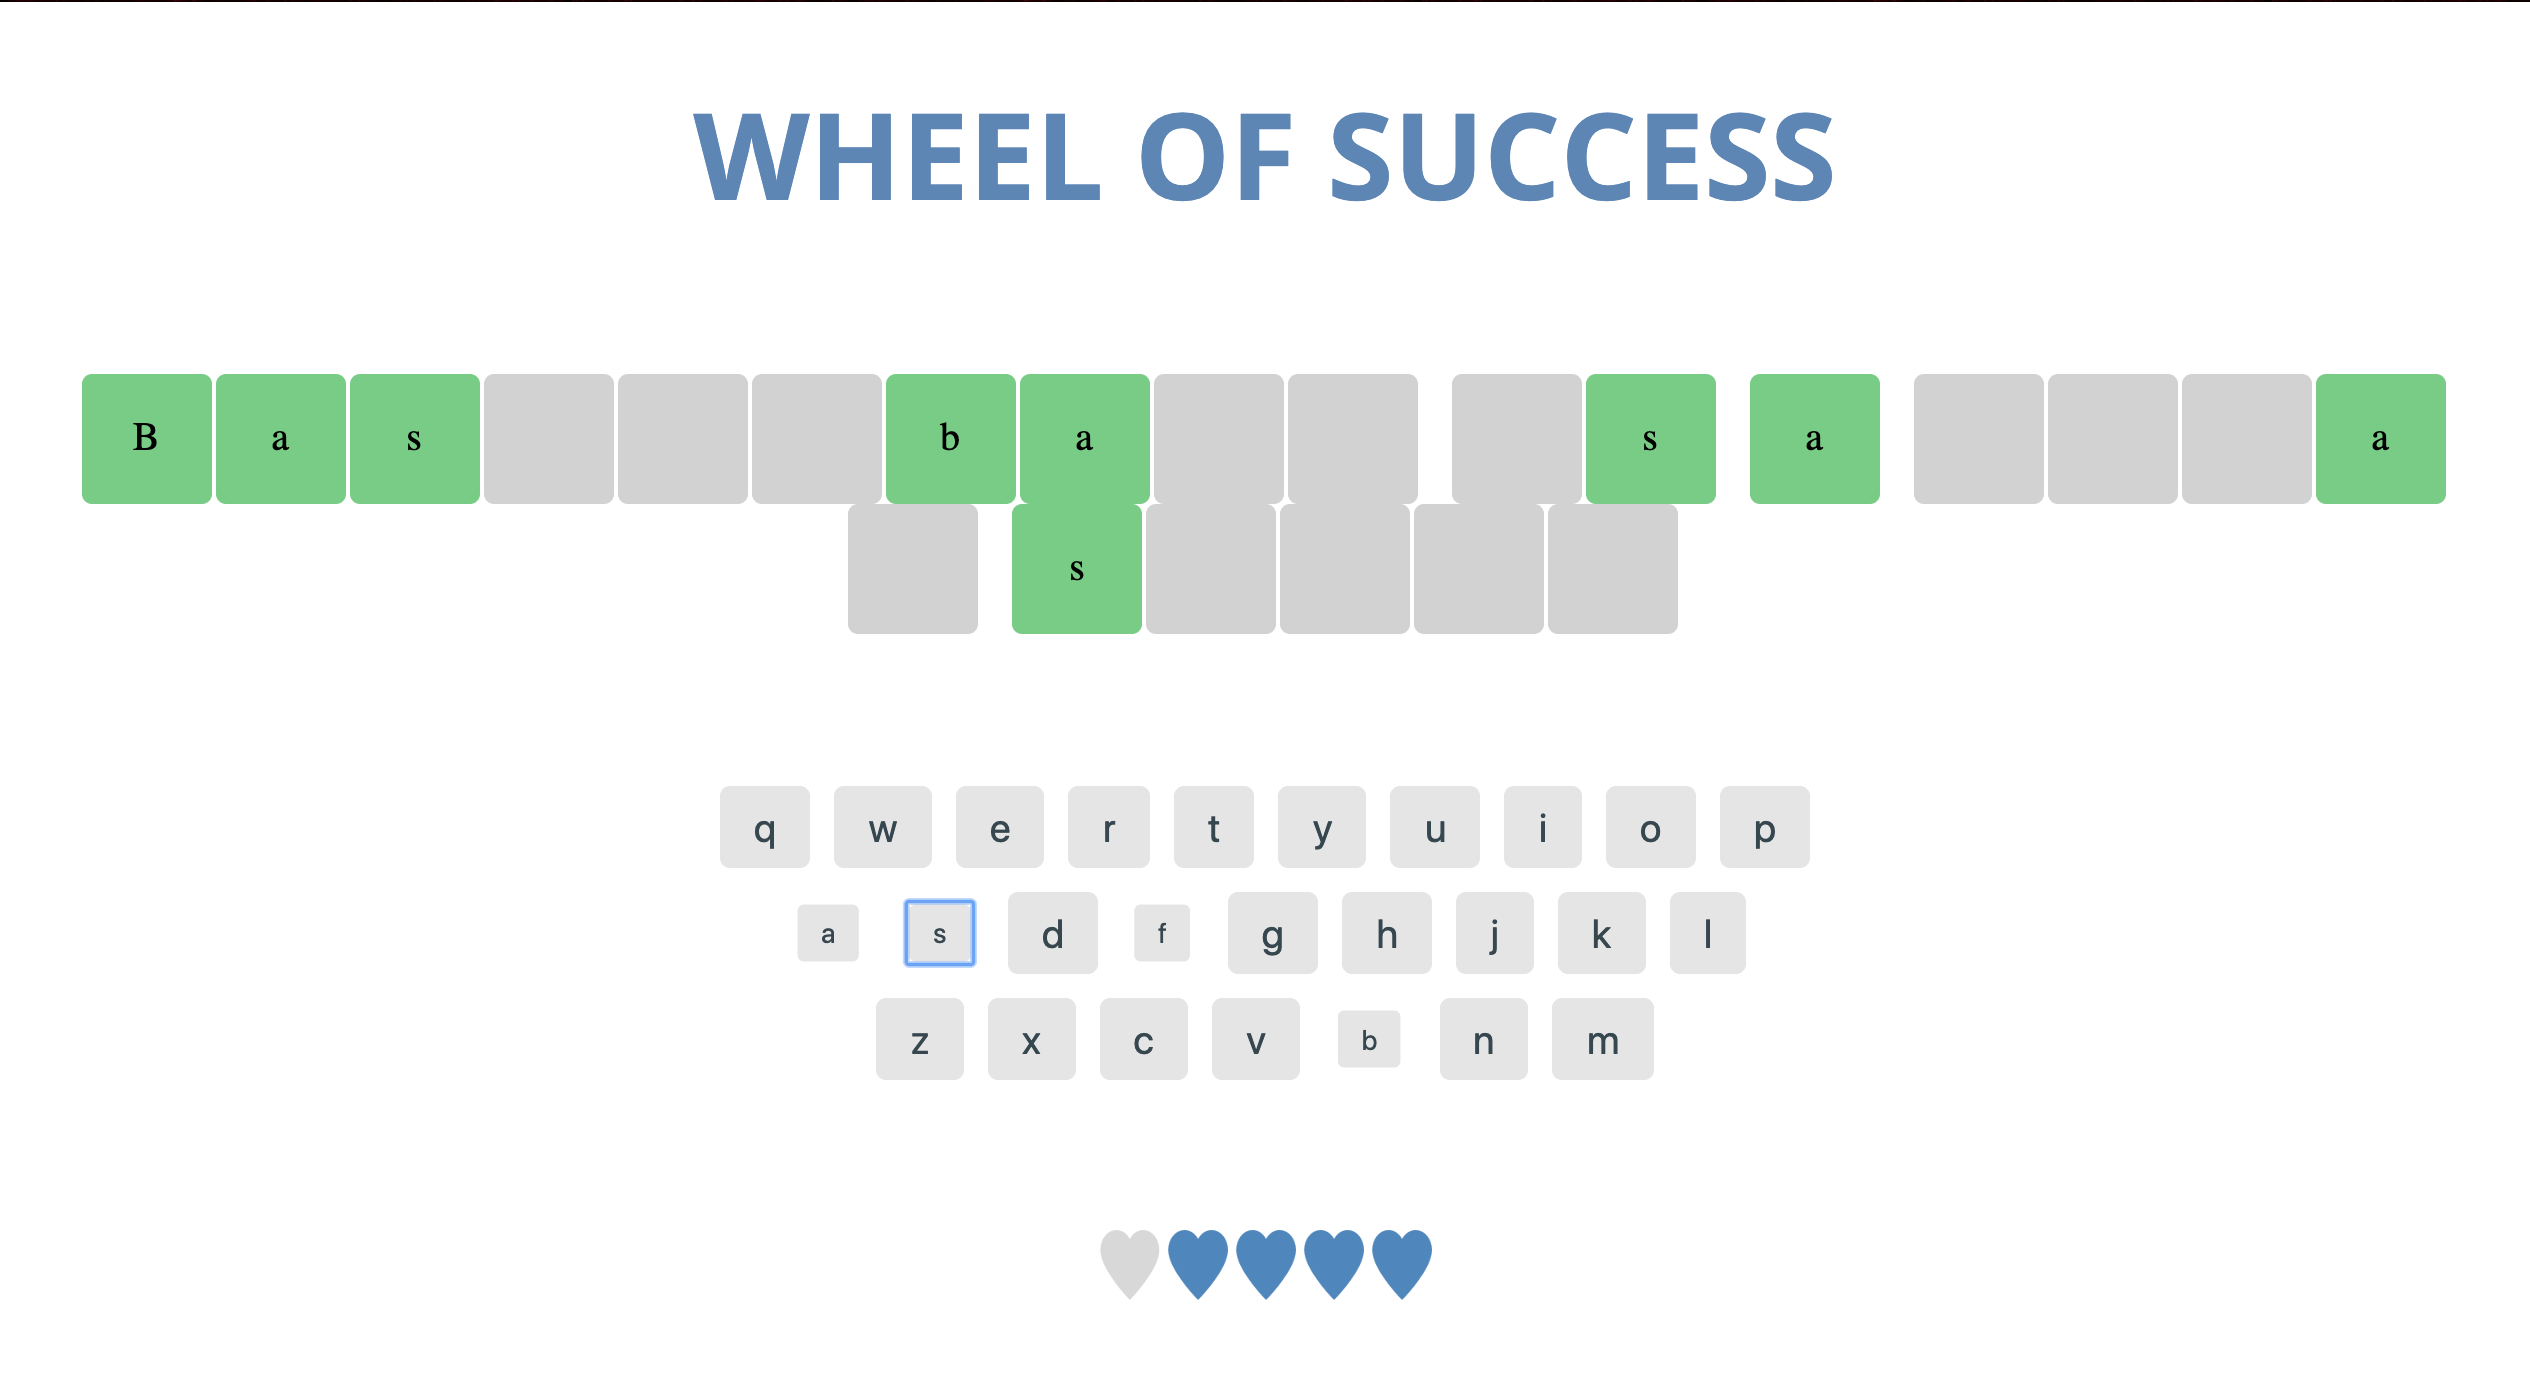 WHEEL OF SUCCESS
B a s b a s a a
s
q w e r t y u i o p
a s d f g h j k l
z x c v b n m